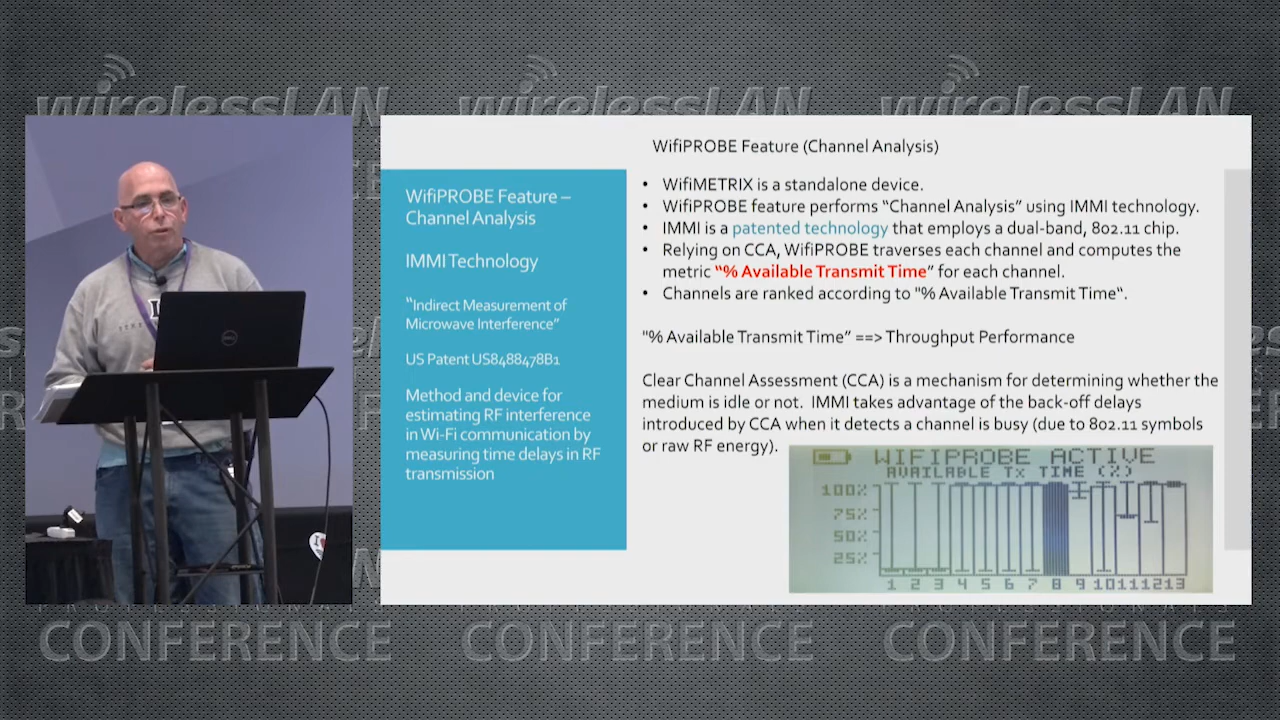 wirelessLAN wirelessLAN wirelessLAN
WifiPROBE Feature (Channel Analysis)
WifiPROBE Feature –
Channel Analysis
IMMI Technology
“Indirect Measurement of
Microwave Interference”
US Patent US8488478B1
Method and device for
estimating RF interference
in Wi-Fi communication by
measuring time delays in RF
transmission
• WifiMETRIX is a standalone device.
• WifiPROBE feature performs “Channel Analysis” using IMMI technology.
• IMMI is a patented technology that employs a dual-band, 802.11 chip.
• Relying on CCA, WifiPROBE traverses each channel and computes the
metric “% Available Transmit Time” for each channel.
• Channels are ranked according to "% Available Transmit Time“.
"% Available Transmit Time” ==> Throughput Performance
Clear Channel Assessment (CCA) is a mechanism for determining whether the
medium is idle or not. IMMI takes advantage of the back-off delays
introduced by CCA when it detects a channel is busy (due to 802.11 symbols
or raw RF energy).
WIFIPROBE ACTIVE
AVAILABLE TX TIME (%)
100%
75%
50%
25%
1 2 3 4 5 6 7 8 9 10 11 12 13
DELL
CONFERENCE CONFERENCE CONFERENCE